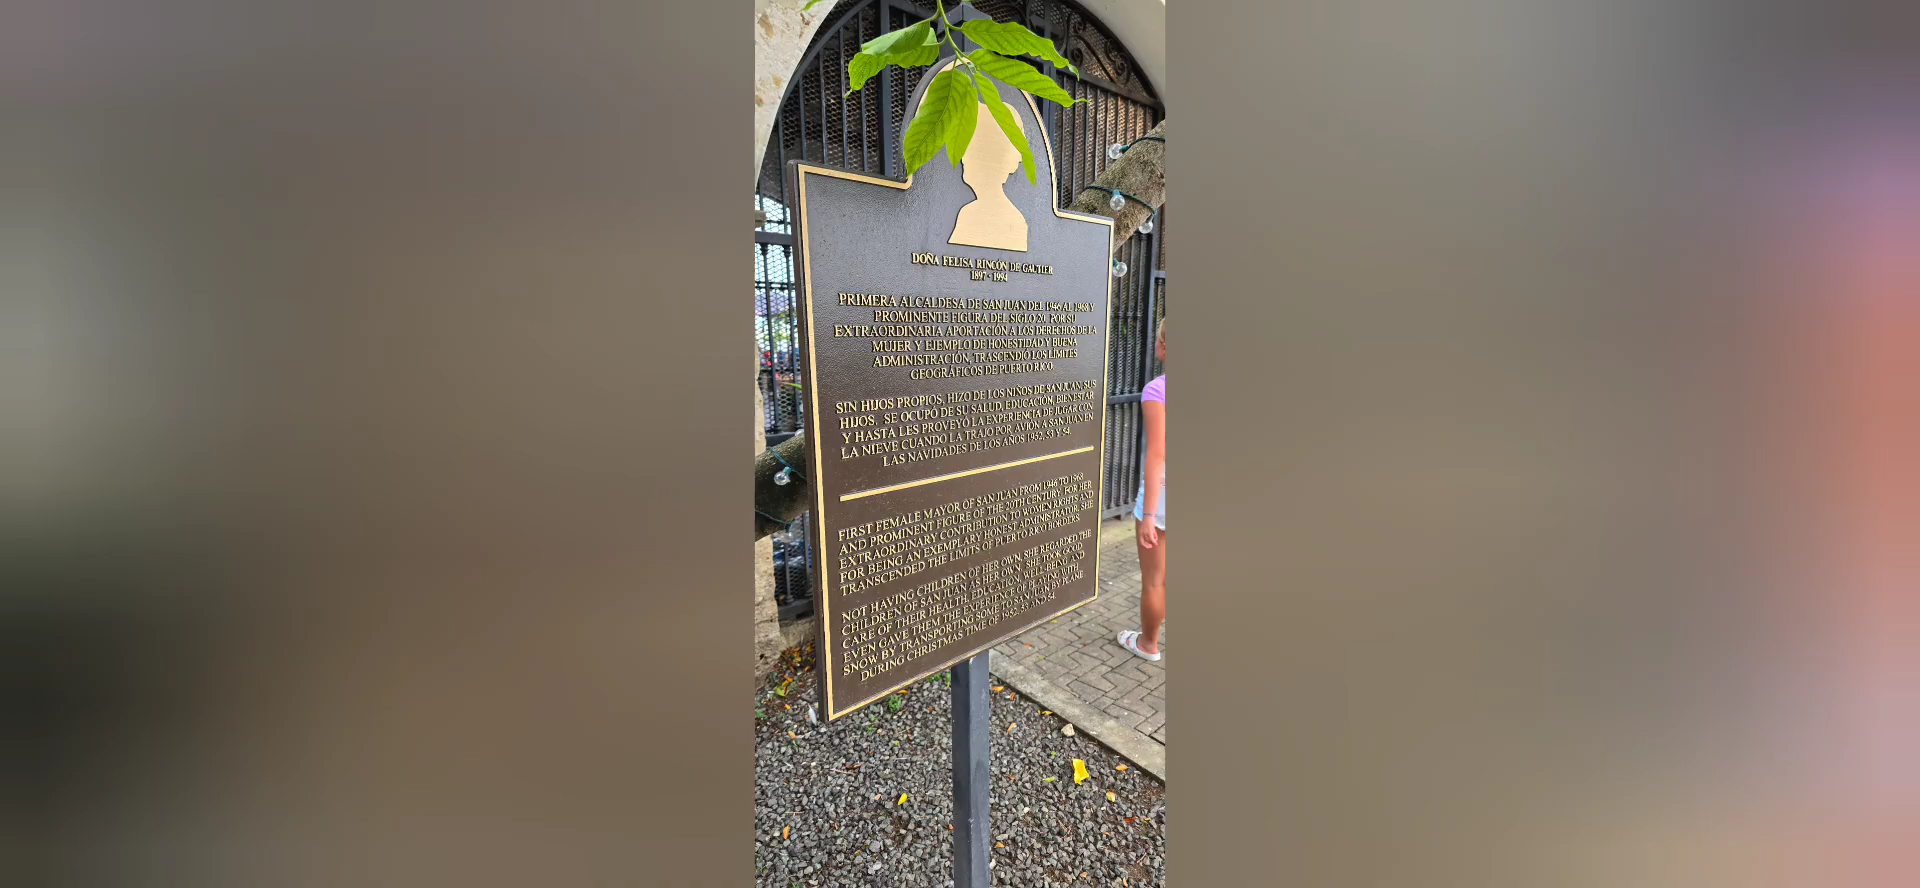 DOÑA FELISA RINCÓN DE GAUTIER
1897 - 1994
PRIMERA ALCALDESA DE SAN JUAN DEL 1946 AL 1968 Y
PROMINENTE FIGURA DEL SIGLO 20. POR SU
EXTRAORDINARIA APORTACIÓN A LOS DERECHOS DE LA
MUJER Y EJEMPLO DE HONESTIDAD Y BUENA
ADMINISTRACIÓN, TRASCENDIÓ LOS LÍMITES
GEOGRÁFICOS DE PUERTO RICO
SIN HIJOS PROPIOS, HIZO DE LOS NIÑOS DE SAN JUAN, SUS
HIJOS. SE OCUPÓ DE SU SALUD, EDUCACIÓN, BIENESTAR
Y HASTA LES PROVEYÓ LA EXPERIENCIA DE JUGAR CON
LA NIEVE CUANDO LA TRAJO POR AVIÓN A SAN JUAN EN
LAS NAVIDADES DE LOS AÑOS 1952, 53 Y 54.
FIRST FEMALE MAYOR OF SAN JUAN FROM 1946 TO 1968
AND PROMINENT FIGURE OF THE 20TH CENTURY. FOR HER
EXTRAORDINARY CONTRIBUTION TO WOMEN RIGHTS AND
FOR BEING AN EXEMPLARY HONEST ADMINISTRATOR, SHE
TRANSCENDED THE LIMITS OF PUERTO RICO BORDERS.
NOT HAVING CHILDREN OF HER OWN, SHE REGARDED THE
CHILDREN OF SAN JUAN AS HER OWN. SHE TOOK GOOD
CARE OF THEIR HEALTH, EDUCATION, WELL-BEING AND
EVEN GAVE THEM THE EXPERIENCE OF PLAYING WITH
SNOW BY TRANSPORTING SOME TO SAN JUAN BY PLANE
DURING CHRISTMAS TIME OF 1952, 53 AND 54.